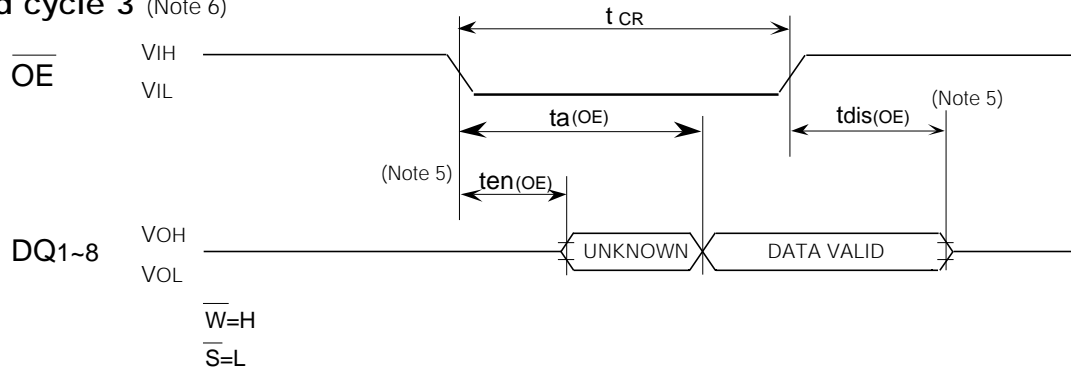 d cycle 3 (Note 6)
t CR
OE
VIH
VIL
(Note 5)
ta(OE)
tdis(OE)
(Note 5)
ten(OE)
DQ1~8
VOH
UNKNOWN
DATA VALID
VOL
W=H
S=L